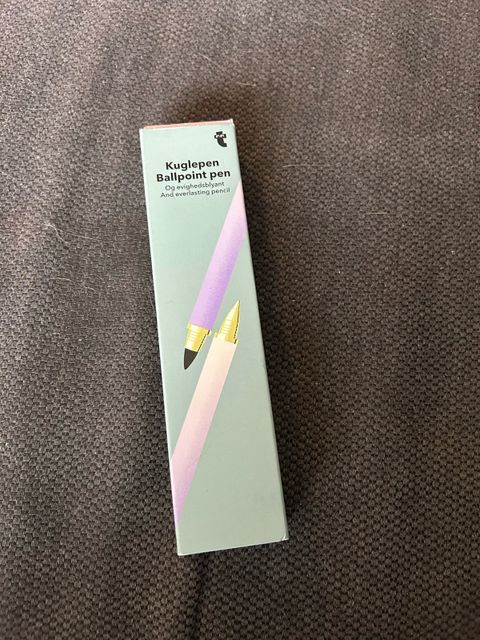 Kuglepen
Ballpoint pen
Og evighedsblyant
And everlasting pencil